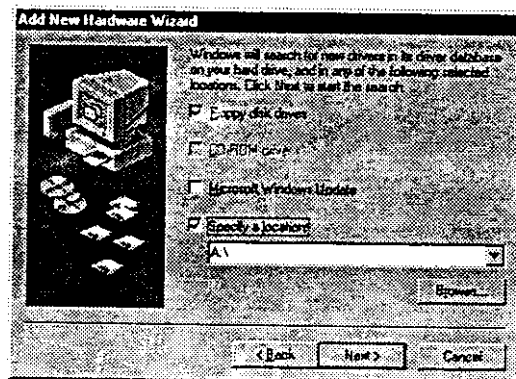 Add New Hardware Wizard
Windows will search for new drivers in its driver database
on your hard drive, and in any of the following selected
locations. Click Next to start the search.
Floppy disk drives
CD-ROM drive
Microsoft Windows Update
Specify a location:
A:\
Browse...
< Back
Next >
Cancel